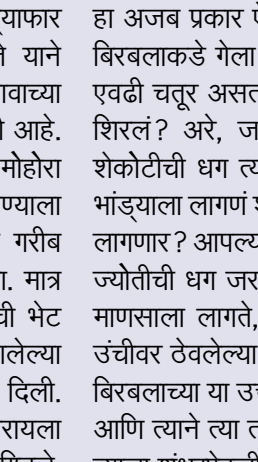 याफार
ने याने
गवाच्या
आहे.
मोहोरा
ण्याला
गरीब
मात्र
ची भेट
ालेल्या
दिली.
रायला
हा अजब प्रकार
बिरबलाकडे गेला
एवढी चतूर असत
शिरलं? अरे, ज
शेकोटीची धग त्य
भांड्याला लागणं
लागणार? आपल्य
ज्योतीची धग जर
माणसाला लागते,
उंचीवर ठेवलेल्या
बिरबलाच्या या उ
आणि त्याने त्या त